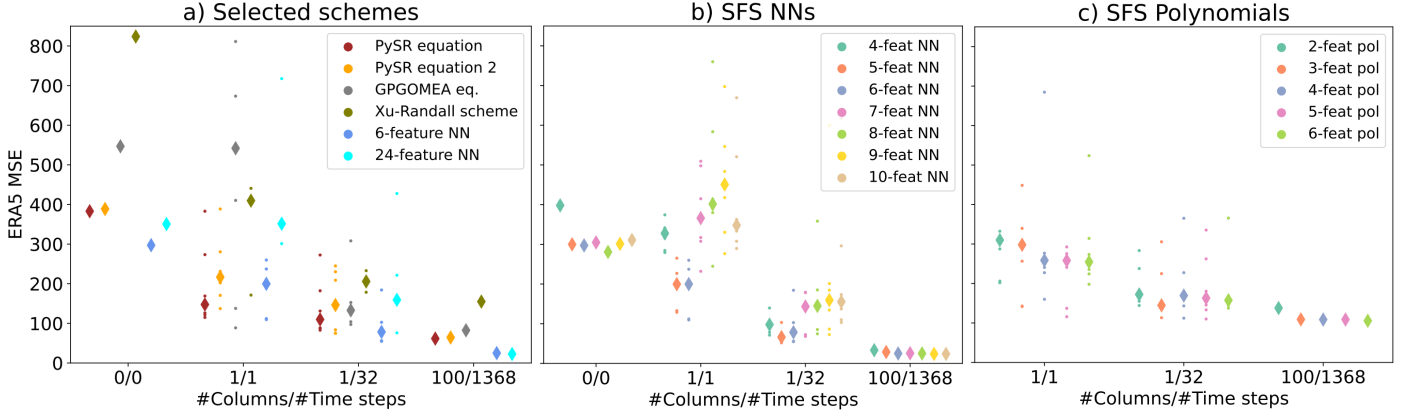 a) Selected schemes
ERA5 MSE
800
700
600
500
400
300
200
100
0
PySR equation
PySR equation 2
GPGOMEA eq.
Xu-Randall scheme
6-feature NN
24-feature NN
0/0
1/1
1/32
100/1368
#Columns/#Time steps
b) SFS NNs
4-feat NN
5-feat NN
6-feat NN
7-feat NN
8-feat NN
9-feat NN
10-feat NN
0/0
1/1
1/32
100/1368
#Columns/#Time steps
c) SFS Polynomials
2-feat pol
3-feat pol
4-feat pol
5-feat pol
6-feat pol
1/1
1/32
100/1368
#Columns/#Time steps